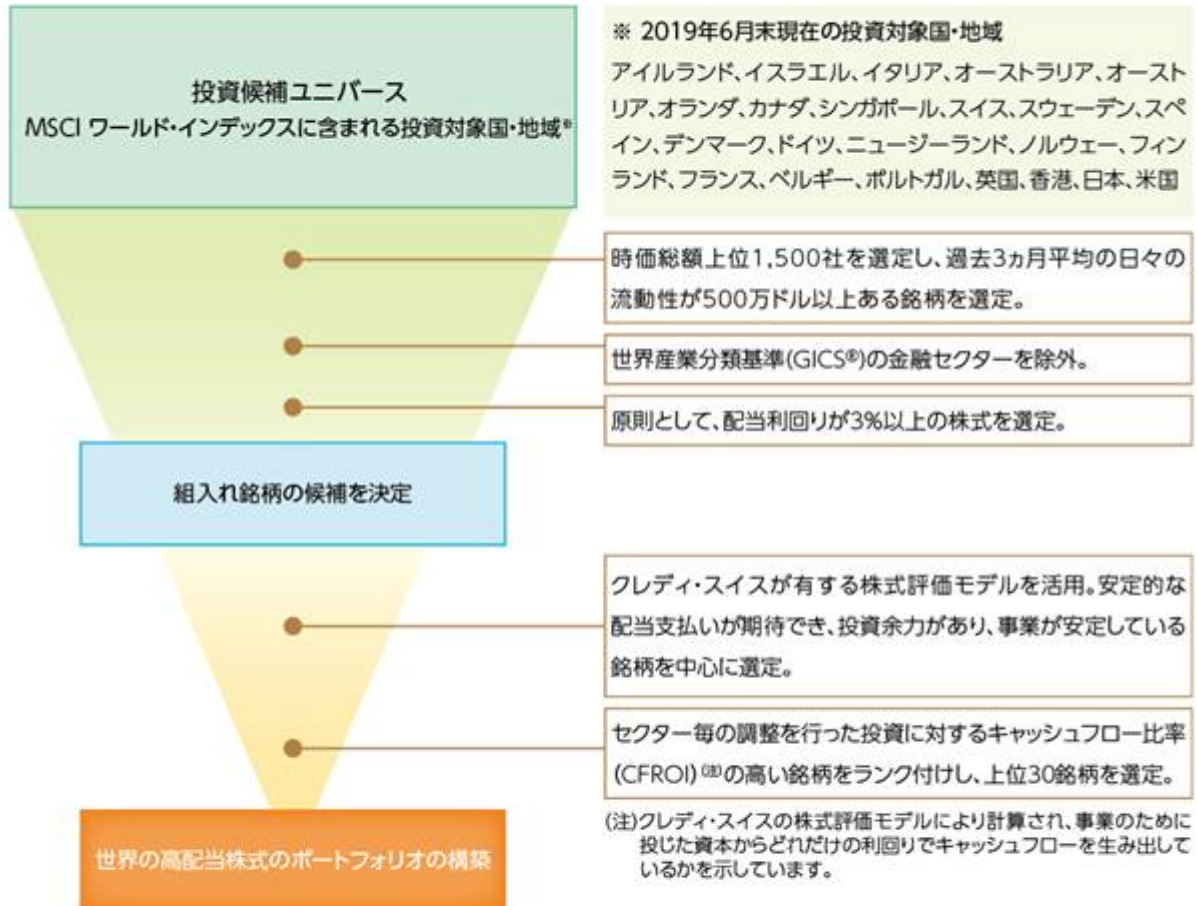 投資候補ユニバース
MSCI ワールド・インデックスに含まれる投資対象国・地域※
※ 2019年6月末現在の投資対象国・地域
アイルランド、イスラエル、イタリア、オーストラリア、オースト
リア、オランダ、カナダ、シンガポール、スイス、スウェーデン、スペ
イン、デンマーク、ドイツ、ニュージーランド、ノルウェー、フィン
ランド、フランス、ベルギー、ポルトガル、英国、香港、日本、米国
時価総額上位1,500社を選定し、過去3ヵ月平均の日々の
流動性が500万ドル以上ある銘柄を選定。
世界産業分類基準(GICS®)の金融セクターを除外。
原則として、配当利回りが3%以上の株式を選定。
組入れ銘柄の候補を決定
クレディ・スイスが有する株式評価モデルを活用。安定的な
配当支払いが期待でき、投資余力があり、事業が安定している
銘柄を中心に選定。
セクター毎の調整を行った投資に対するキャッシュフロー比率
(CFROI)(注)の高い銘柄をランク付けし、上位30銘柄を選定。
(注)クレディ・スイスの株式評価モデルにより計算され、事業のために
投じた資本からどれだけの利回りでキャッシュフローを生み出して
いるかを示しています。
世界の高配当株式のポートフォリオの構築